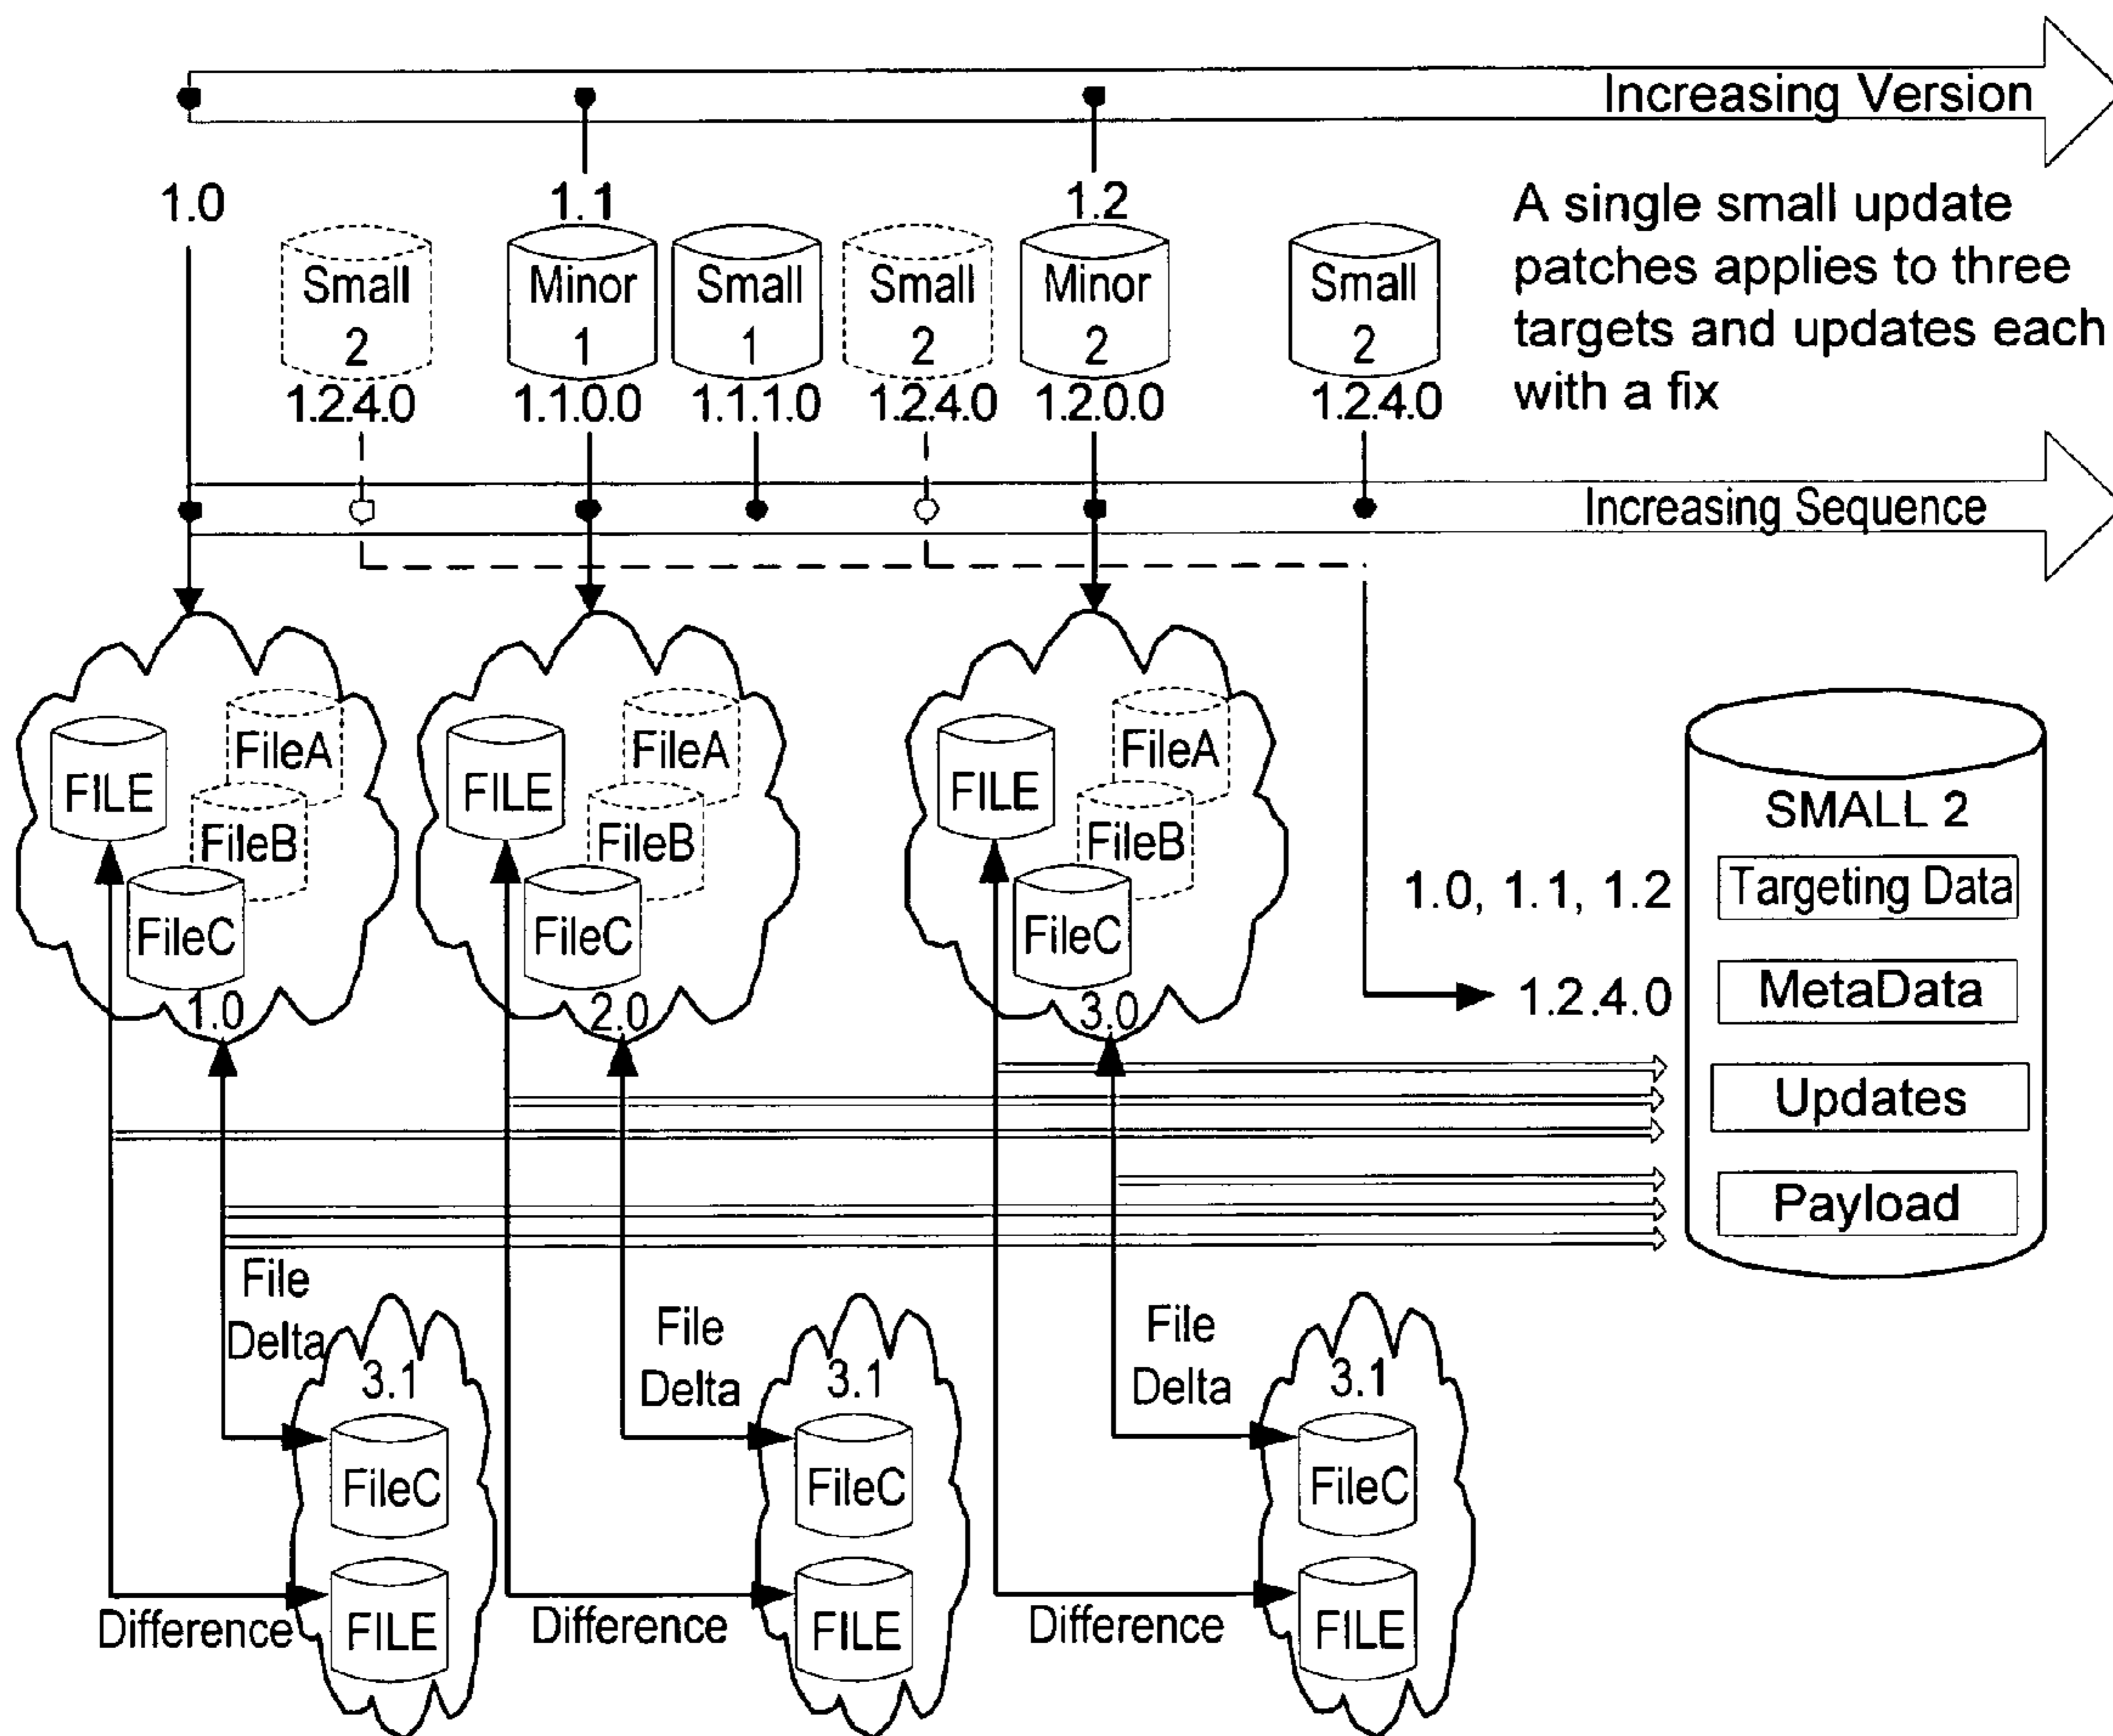 Increasing Version
1.0
1.1
1.2
A single small update
patches applies to three
targets and updates each
with a fix
Small
2
1.2.4.0
Minor
1
1.1.0.0
Small
1
1.1.1.0
Small
2
1.2.4.0
Minor
2
1.2.0.0
Small
2
1.2.4.0
Increasing Sequence
FILE
FileA
FileB
FileC
1.0
FILE
FileA
FileB
FileC
2.0
FILE
FileA
FileB
FileC
3.0
1.0, 1.1, 1.2
1.2.4.0
SMALL 2
Targeting Data
MetaData
Updates
Payload
File
Delta
3.1
FileC
FILE
Difference
File
Delta
3.1
FileC
FILE
Difference
File
Delta
3.1
FileC
FILE
Difference